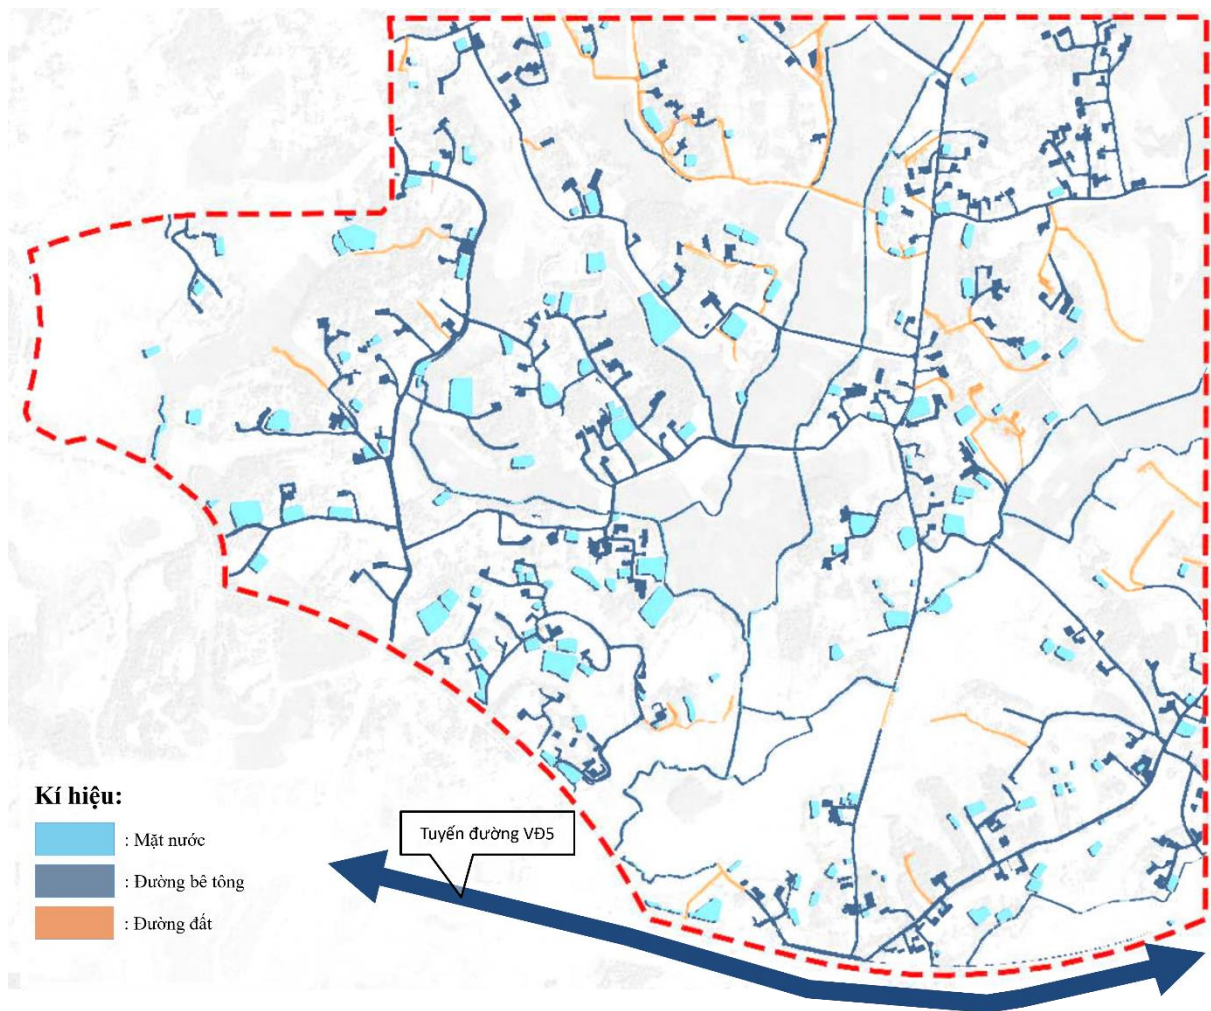 Tuyến đường VĐ5
Kí hiệu:
: Mặt nước
: Đường bê tông
: Đường đất